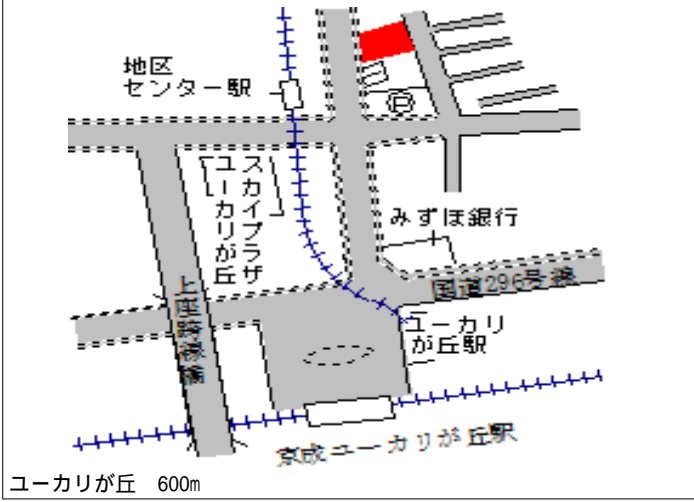 地区
センター駅
Ⓟ
スカイプラザ
ユーカリが丘
みずほ銀行
国道296号線
上座跨線橋
ユーカリ
が丘駅
京成ユーカリが丘駅
ユーカリが丘　600m